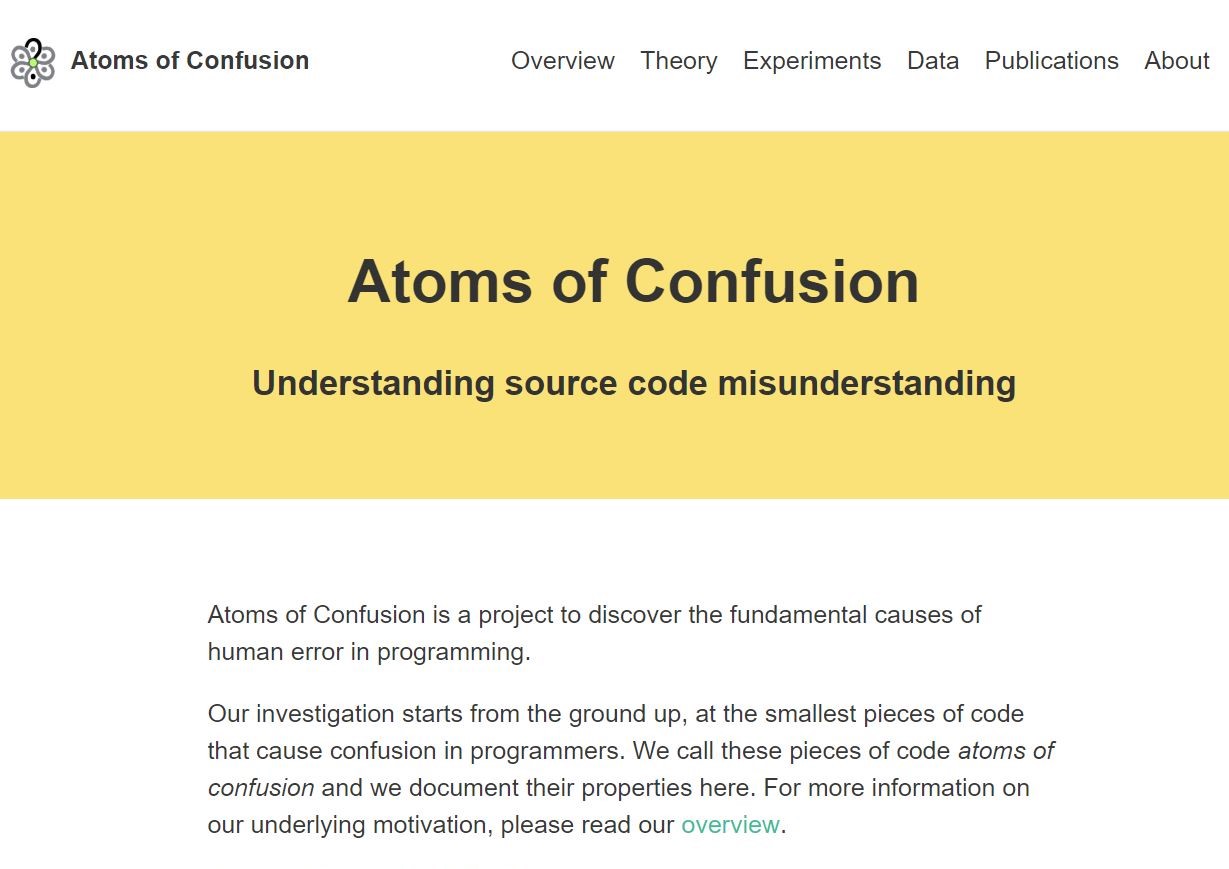 Atoms of Confusion
Overview Theory Experiments Data Publications About
Atoms of Confusion
Understanding source code misunderstanding
Atoms of Confusion is a project to discover the fundamental causes of
human error in programming.
Our investigation starts from the ground up, at the smallest pieces of code
that cause confusion in programmers. We call these pieces of code atoms of
confusion and we document their properties here. For more information on
our underlying motivation, please read our overview.